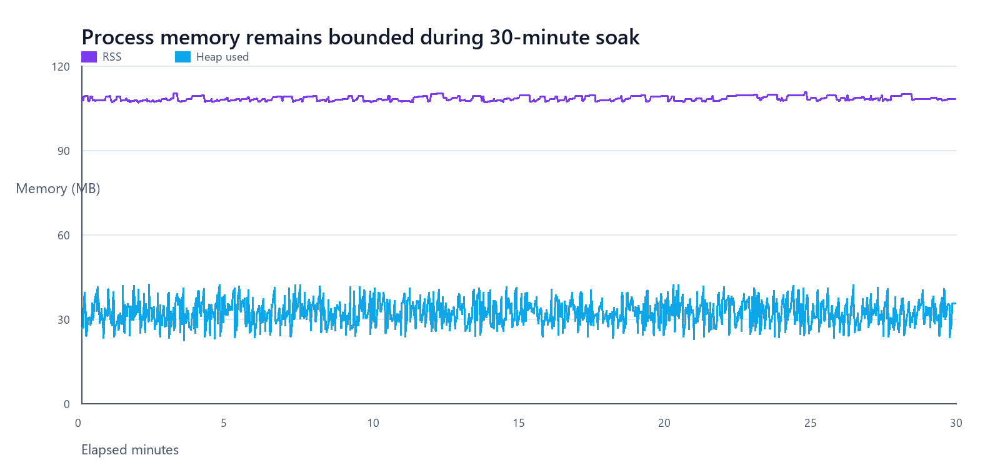 Process memory remains bounded during 30-minute soak
RSS Heap used
120
90
Memory (MB)
60
30
0
0 5 10 15 20 25 30
Elapsed minutes